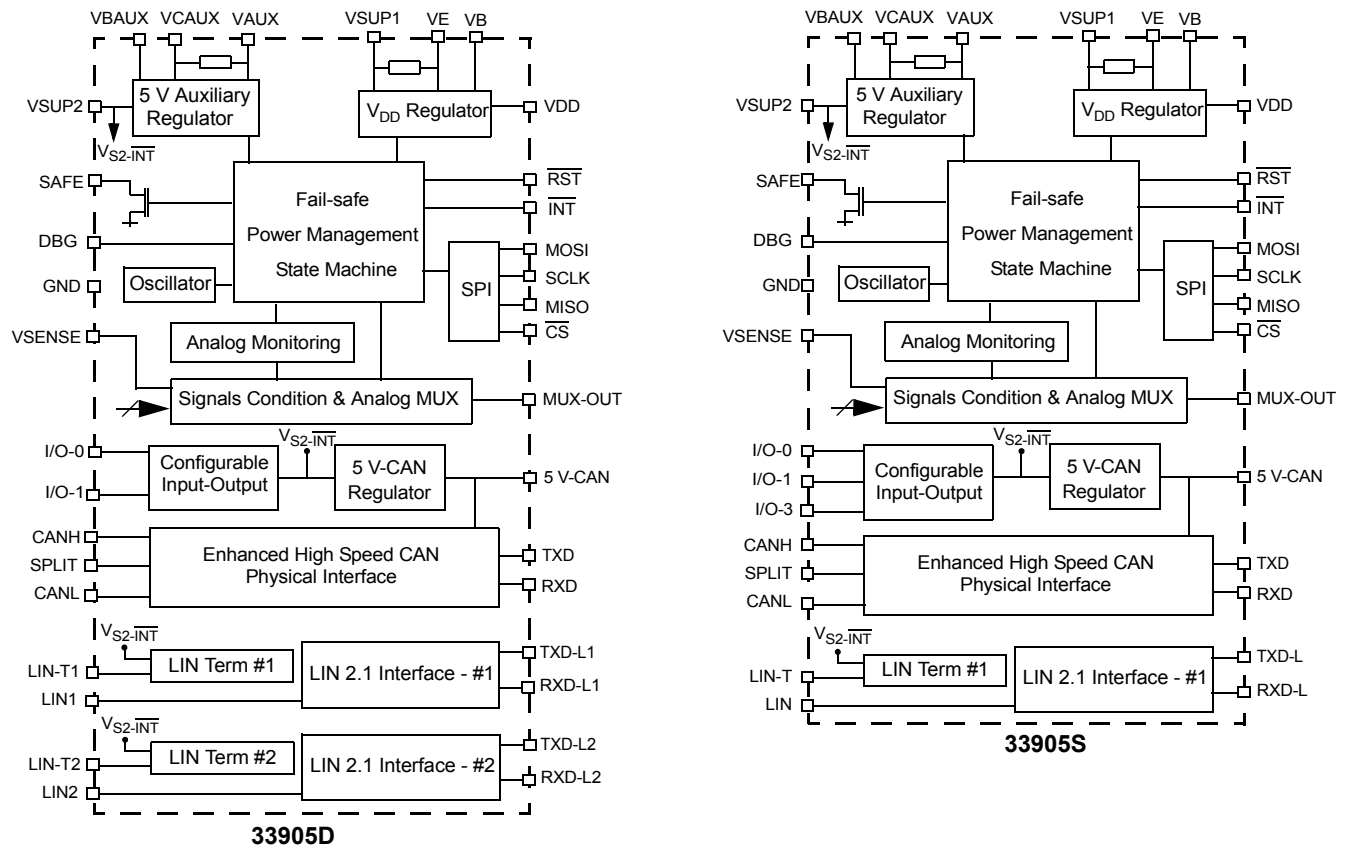 VBAUX VCAUX VAUX VSUP1 VE VB
VSUP2
5 V Auxiliary
Regulator
VDD Regulator
VDD
VS2-INT
SAFE
DBG
GND
VSENSE
Fail-safe
Power Management
State Machine
Oscillator
RST
INT
SPI
MOSI
SCLK
MISO
CS
Analog Monitoring
Signals Condition & Analog MUX
MUX-OUT
I/O-0
I/O-1
Configurable
Input-Output
VS2-INT
5 V-CAN
Regulator
5 V-CAN
CANH
SPLIT
CANL
Enhanced High Speed CAN
Physical Interface
TXD
RXD
VS2-INT
LIN-T1
LIN1
LIN Term #1
LIN 2.1 Interface - #1
TXD-L1
RXD-L1
VS2-INT
LIN-T2
LIN2
LIN Term #2
LIN 2.1 Interface - #2
TXD-L2
RXD-L2
33905D
VBAUX VCAUX VAUX VSUP1 VE VB
VSUP2
5 V Auxiliary
Regulator
VDD Regulator
VDD
VS2-INT
SAFE
DBG
GND
VSENSE
Fail-safe
Power Management
State Machine
Oscillator
RST
INT
SPI
MOSI
SCLK
MISO
CS
Analog Monitoring
Signals Condition & Analog MUX
MUX-OUT
I/O-0
I/O-1
I/O-3
Configurable
Input-Output
VS2-INT
5 V-CAN
Regulator
5 V-CAN
CANH
SPLIT
CANL
Enhanced High Speed CAN
Physical Interface
TXD
RXD
VS2-INT
LIN-T
LIN
LIN Term #1
LIN 2.1 Interface - #1
TXD-L
RXD-L
33905S